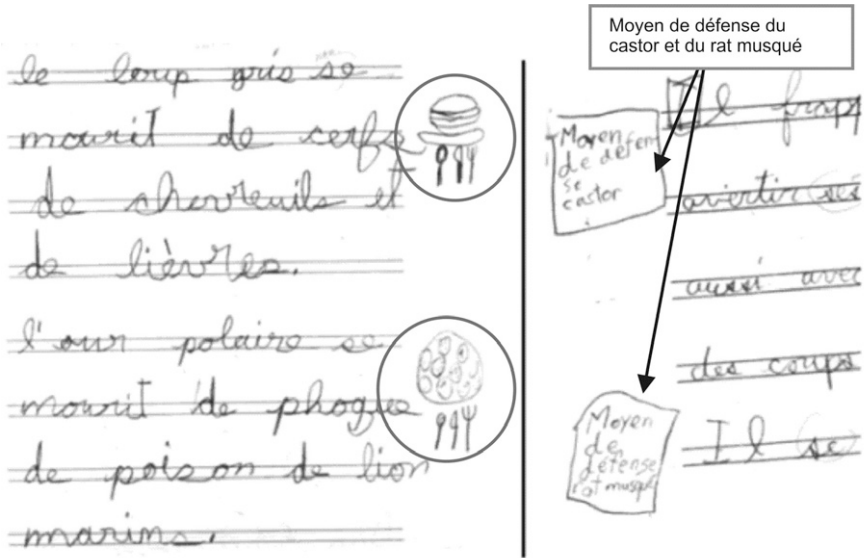 le loup gris se
mourit de cerfs
de chevreuils et
de lièvres.
l'our polaire se
mourit de phoque
de poison de lion
marins.
Moyen de défense du
castor et du rat musqué
Moyen
de défen
se
castor
Il frapp
avertir ses
aussi avec
des coups
Moyen
de
défense
rat musqué
Il se